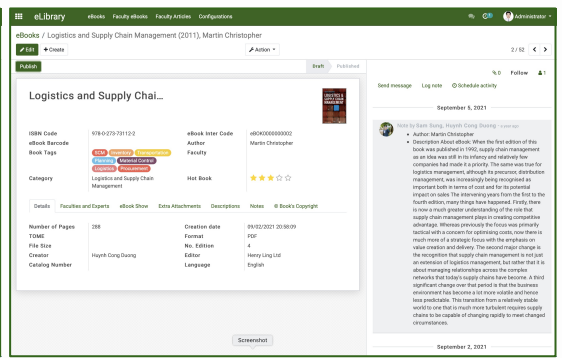 eLibrary eBooks Faculty eBooks Faculty Articles Configurations Administrator
eBooks / Logistics and Supply Chain Management (2011), Martin Christopher
Edit + Create Action 2 / 52
Publish Draft Published
0 Follow 1
Send message Log note Schedule activity
Logistics and Supply Chai...
LOGISTICS & SUPPLY CHAIN MANAGEMENT
September 5, 2021
ISBN Code 978-0-273-73112-2 eBook Inter Code eBOK0000000002
eBook Barcode Author Martin Christopher
Book Tags SCM Inventory Transportation Faculty
Planning Material Control
Logistics Procurement
Category Logistics and Supply Chain Hot Book
Management
Details Faculties and Experts eBook Show Extra Attachments Descriptions Notes ® Book's Copyright
Number of Pages 288 Creation date 09/02/2021 20:58:09
TOME Format PDF
File Size No. Edition 4
Creator Huynh Cong Duong Editor Henry Ling Ltd
Catalog Number Language English
Note by Sam Sung, Huynh Cong Duong
• Author: Martin Christopher
• Description About eBook: When the first edition of this
book was published in 1992, supply chain management
as an idea was still in its infancy and relatively few
companies had made it a priority. The same was true for
logistics management, although its precursor, distribution
management, was increasingly being recognised as
important both in terms of cost and for its potential
impact on sales.The intervening years from the first to the
fourth edition, many things have happened. Firstly, there
is now a much greater understanding of the role that
supply chain management plays in creating competitive
advantage. Whereas previously the focus was primarily
tactical with a concern for optimising costs, now there is
much more of a strategic focus with the emphasis on
value creation and delivery. The second major change is
the recognition that supply chain management is not just
an extension of logistics management, but rather that it is
about managing relationships across the complex
networks that today's supply chains have become. A third
significant change over that period is that the business
environment has become a lot more volatile and hence
less predictable. This transition from a relatively stable
world to one that is much more turbulent requires supply
chains to be capable of changing rapidly to meet changed
circumstances.
September 2, 2021
Screenshot